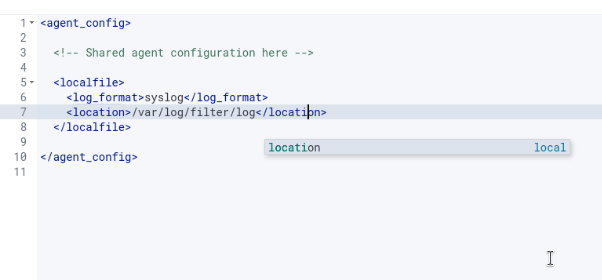 1 <agent_config>
2
3 <!-- Shared agent configuration here -->
4
5 <localfile>
6 <log_format>syslog</log_format>
7 <location>/var/log/filter/log</location>
8 </localfile>
9
location local
10 </agent_config>
11